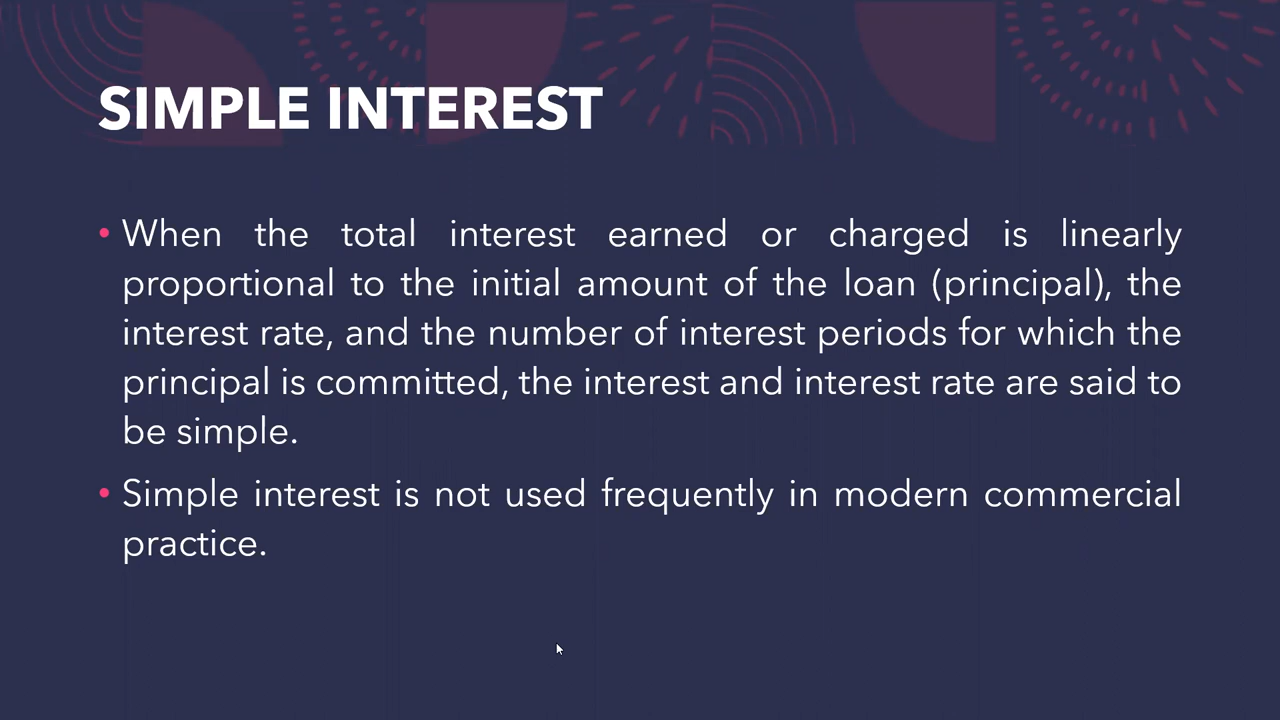 SIMPLE INTEREST
• When the total interest earned or charged is linearly
proportional to the initial amount of the loan (principal), the
interest rate, and the number of interest periods for which the
principal is committed, the interest and interest rate are said to
be simple.
• Simple interest is not used frequently in modern commercial
practice.